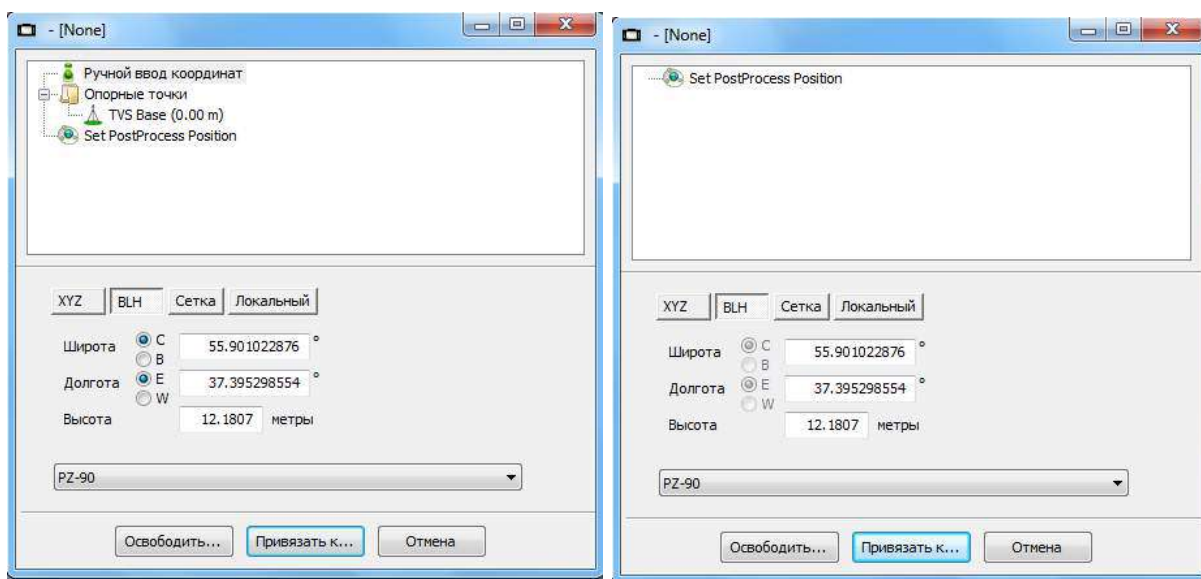 - [None]
Ручной ввод координат
Опорные точки
TVS Base (0.00 m)
Set PostProcess Position
XYZ BLH Сетка Локальный
Широта С 55.901022876 °
В
Долгота E 37.395298554 °
W
Высота 12.1807 метры
PZ-90
Освободить... Привязать к... Отмена
- [None]
Set PostProcess Position
XYZ BLH Сетка Локальный
Широта С 55.901022876 °
В
Долгота E 37.395298554 °
W
Высота 12.1807 метры
PZ-90
Освободить... Привязать к... Отмена